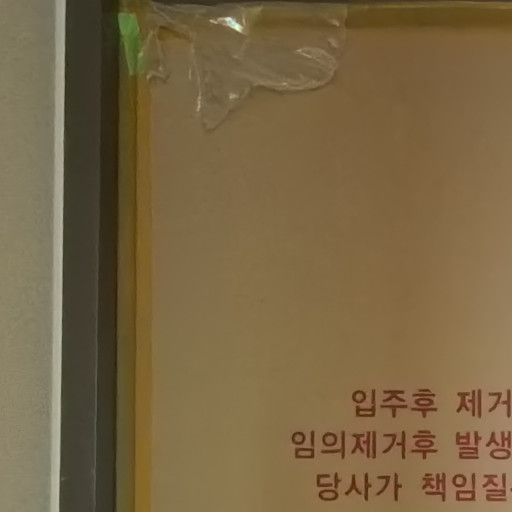 입주후 제거
임의제거후 발생
당사가 책임질